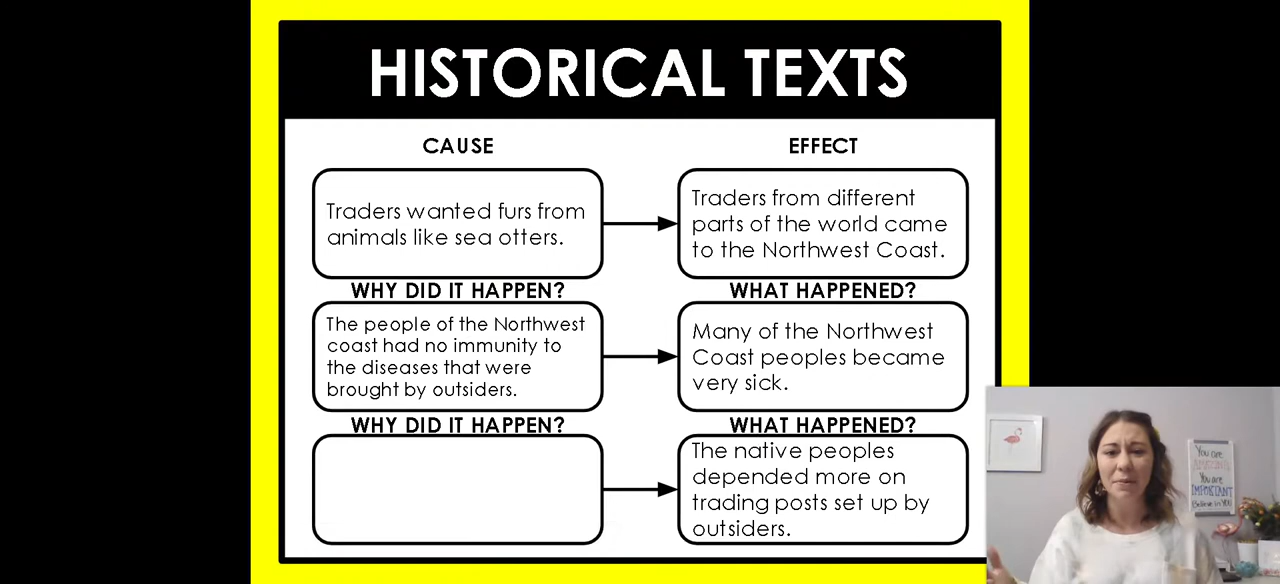 HISTORICAL TEXTS
CAUSE
EFFECT
Traders wanted furs from
animals like sea otters.
Traders from different
parts of the world came
to the Northwest Coast.
WHY DID IT HAPPEN?
WHAT HAPPENED?
The people of the Northwest
coast had no immunity to
the diseases that were
brought by outsiders.
Many of the Northwest
Coast peoples became
very sick.
WHY DID IT HAPPEN?
WHAT HAPPENED?
The native peoples
depended more on
trading posts set up by
outsiders.
You are
AMAZING
You are
IMPORTANT
Believe in YOU